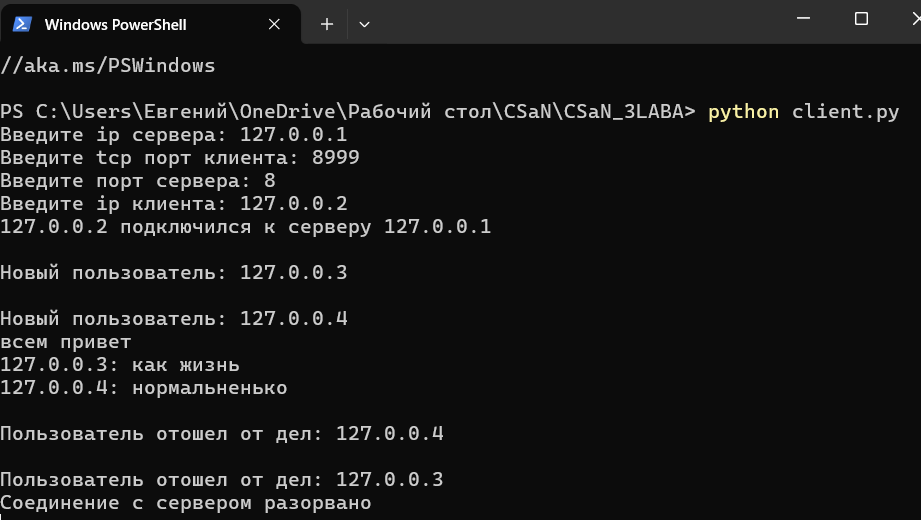 Windows PowerShell
//aka.ms/PSWindows
PS C:\Users\Евгений\OneDrive\Рабочий стол\CSaN\CSaN_3LABA> python client.py
Введите ip сервера: 127.0.0.1
Введите tcp порт клиента: 8999
Введите порт сервера: 8
Введите ip клиента: 127.0.0.2
127.0.0.2 подключился к серверу 127.0.0.1
Новый пользователь: 127.0.0.3
Новый пользователь: 127.0.0.4
всем привет
127.0.0.3: как жизнь
127.0.0.4: нормальненько
Пользователь отошел от дел: 127.0.0.4
Пользователь отошел от дел: 127.0.0.3
Соединение с сервером разорвано